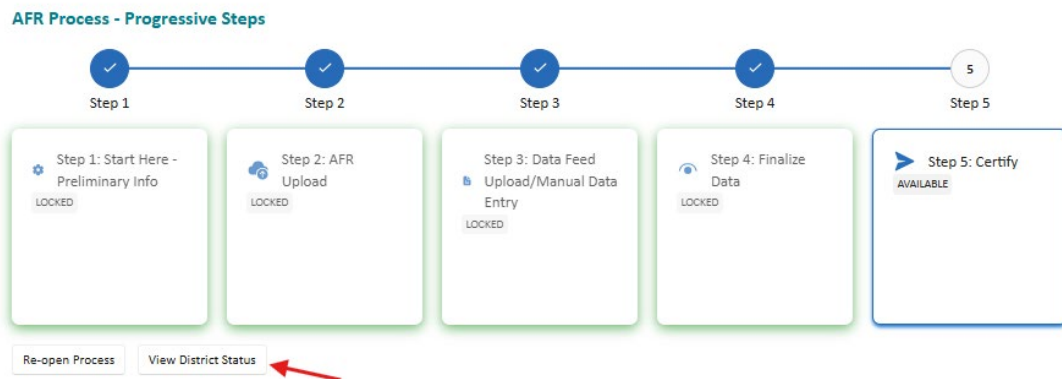 AFR Process - Progressive Steps
5
Step 1
Step 2
Step 3
Step 4
Step 5
Step 1: Start Here -
Preliminary Info
LOCKED
Step 2: AFR
Upload
LOCKED
Step 3: Data Feed
Upload/Manual Data
Entry
LOCKED
Step 4: Finalize
Data
LOCKED
Step 5: Certify
AVAILABLE
Re-open Process
View District Status